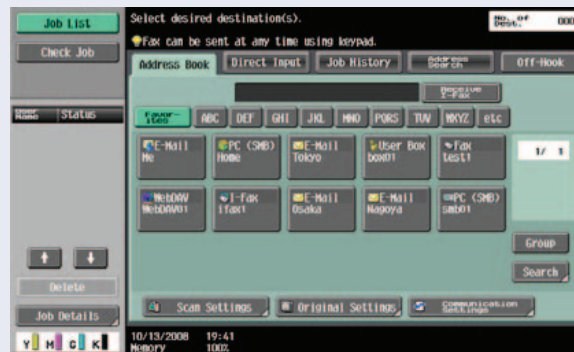 Job List
Check Job
User Name
Status
Delete
Job Details
Y M C K
Select desired destination(s).
Fax can be sent at any time using keypad.
No. of Dest. 000
Address Book
Direct Input
Job History
Address Search
Off-Hook
Receive I-Fax
Favor-ites
ABC
DEF
GHI
JKL
MNO
PQRS
TUV
WXYZ
etc
E-Mail
Me
PC (SMB)
Home
E-Mail
Tokyo
User Box
box01
Fax
test1
1/ 1
WebDAV
WebDAV01
I-Fax
ifax1
E-Mail
Osaka
E-Mail
Nagoya
PC (SMB)
smb01
Group
Search
Scan Settings
Original Settings
Communication Settings
10/13/2008 19:41
Memory 100%